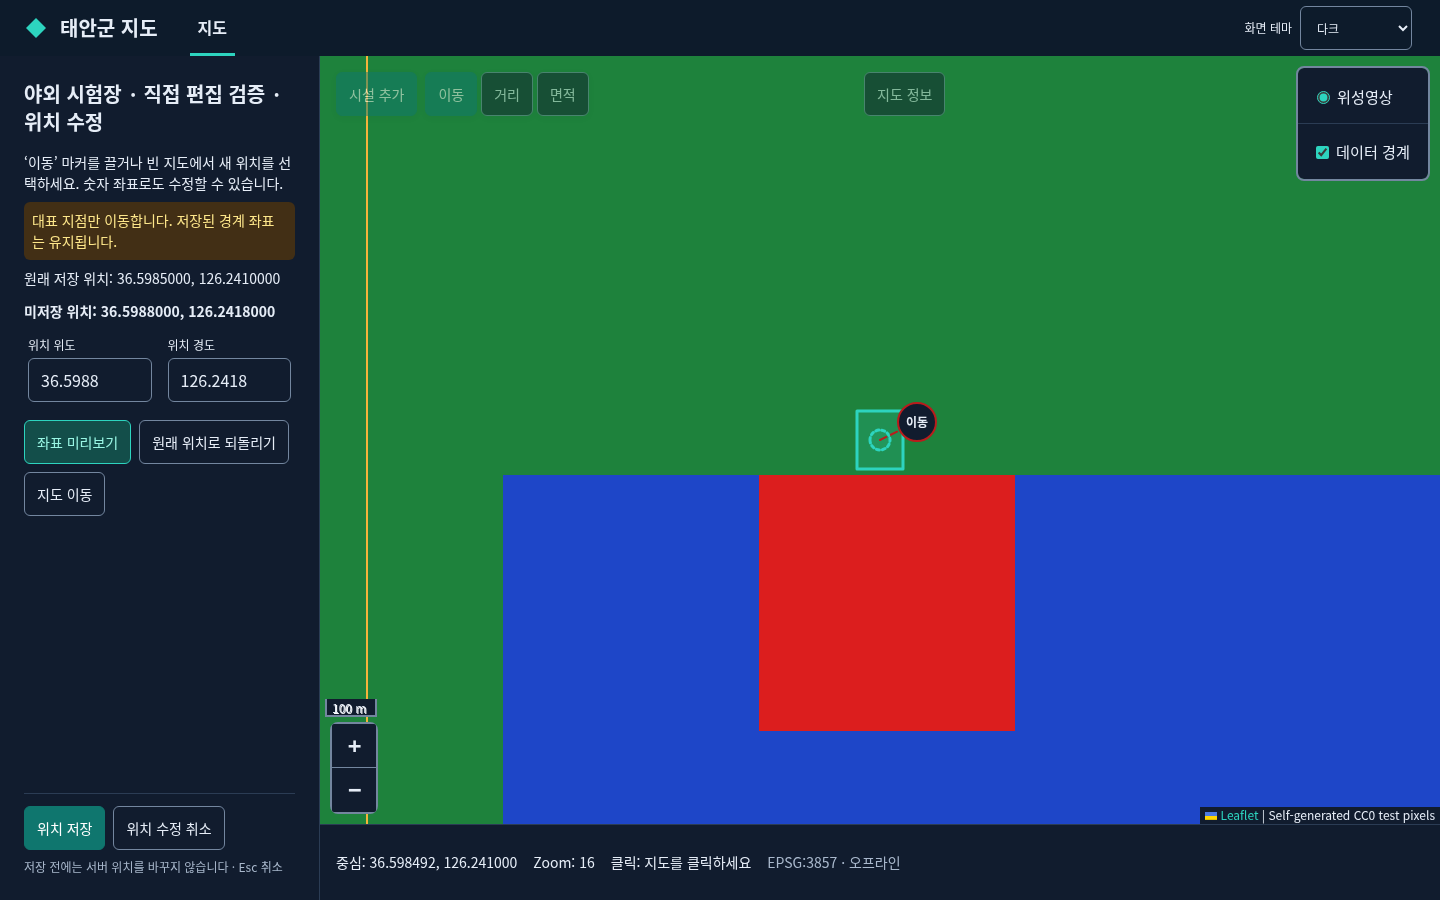 태안군 지도
지도
화면 테마
다크
야외 시험장 · 직접 편집 검증 ·
위치 수정
‘이동’ 마커를 끌거나 빈 지도에서 새 위치를 선
택하세요. 숫자 좌표로도 수정할 수 있습니다.
대표 지점만 이동합니다. 저장된 경계 좌표
는 유지됩니다.
원래 저장 위치: 36.5985000, 126.2410000
미저장 위치: 36.5988000, 126.2418000
위치 위도
위치 경도
36.5988
126.2418
좌표 미리보기
원래 위치로 되돌리기
지도 이동
위치 저장
위치 수정 취소
저장 전에는 서버 위치를 바꾸지 않습니다 · Esc 취소
시설 추가
이동
거리
면적
지도 정보
위성영상
데이터 경계
이동
100 m
+
−
Leaflet | Self-generated CC0 test pixels
중심: 36.598492, 126.241000
Zoom: 16
클릭: 지도를 클릭하세요
EPSG:3857 · 오프라인